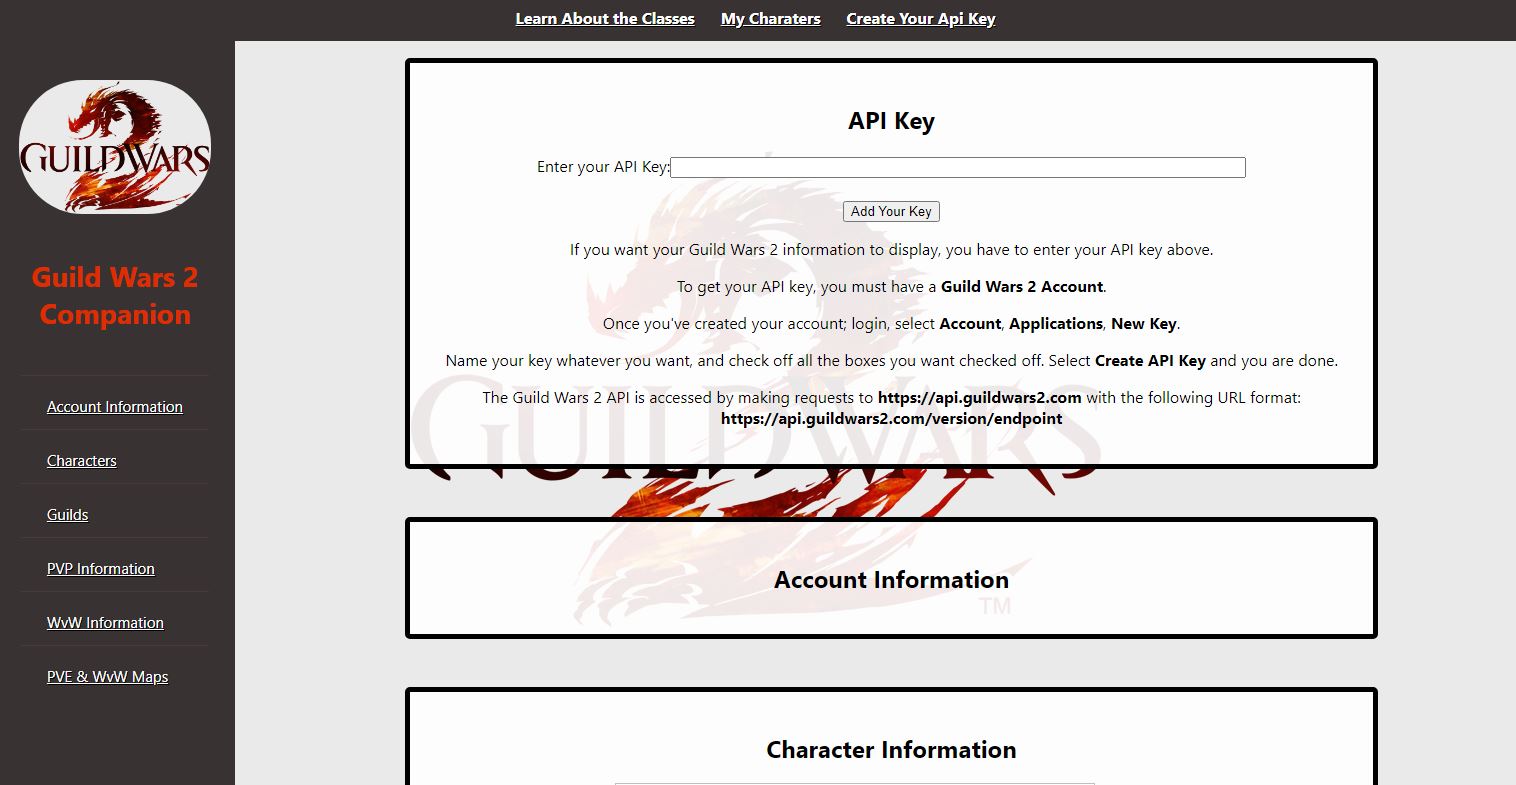 Learn About the Classes My Charaters Create Your Api Key
GUILDWARS
2
Guild Wars 2
Companion
Account Information
Characters
Guilds
PVP Information
WvW Information
PVE & WvW Maps
API Key
Enter your API Key:
Add Your Key
If you want your Guild Wars 2 information to display, you have to enter your API key above.
To get your API key, you must have a Guild Wars 2 Account.
Once you've created your account; login, select Account, Applications, New Key.
Name your key whatever you want, and check off all the boxes you want checked off. Select Create API Key and you are done.
The Guild Wars 2 API is accessed by making requests to https://api.guildwars2.com with the following URL format:
https://api.guildwars2.com/version/endpoint
GUILDWARS
2
TM
Account Information
Character Information